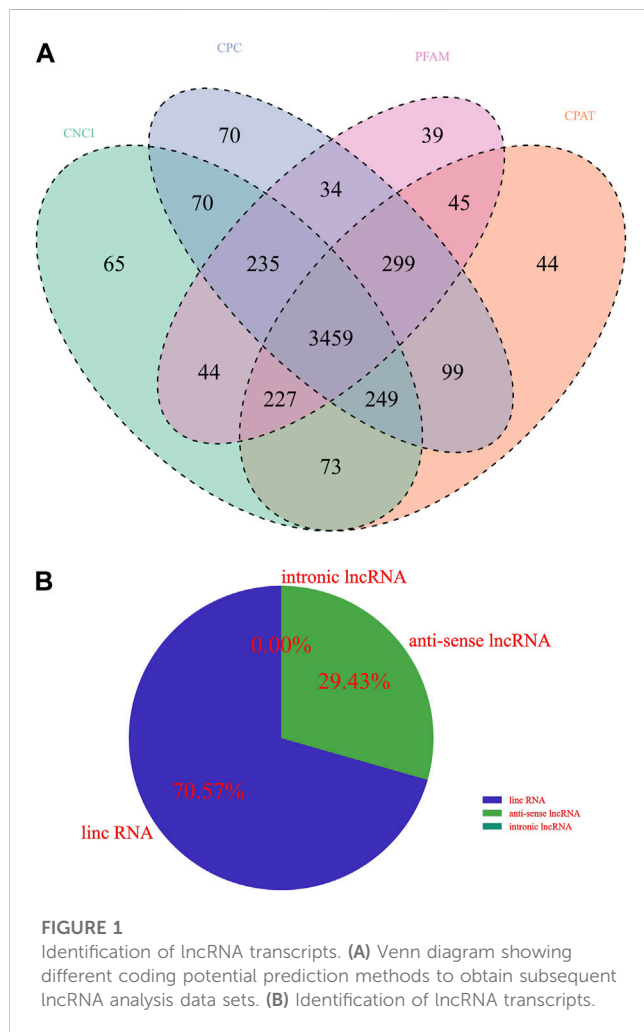 A
CPC
PFAM
CNCI
CPAT
70
39
70
34
45
65
235
299
44
3459
44
99
227
249
73
B
intronic lncRNA
0.00%
anti-sense lncRNA
29.43%
70.57%
linc RNA
linc RNA
anti-sense lncRNA
intronic lncRNA
FIGURE 1
Identification of lncRNA transcripts. (A) Venn diagram showing
different coding potential prediction methods to obtain subsequent
lncRNA analysis data sets. (B) Identification of lncRNA transcripts.